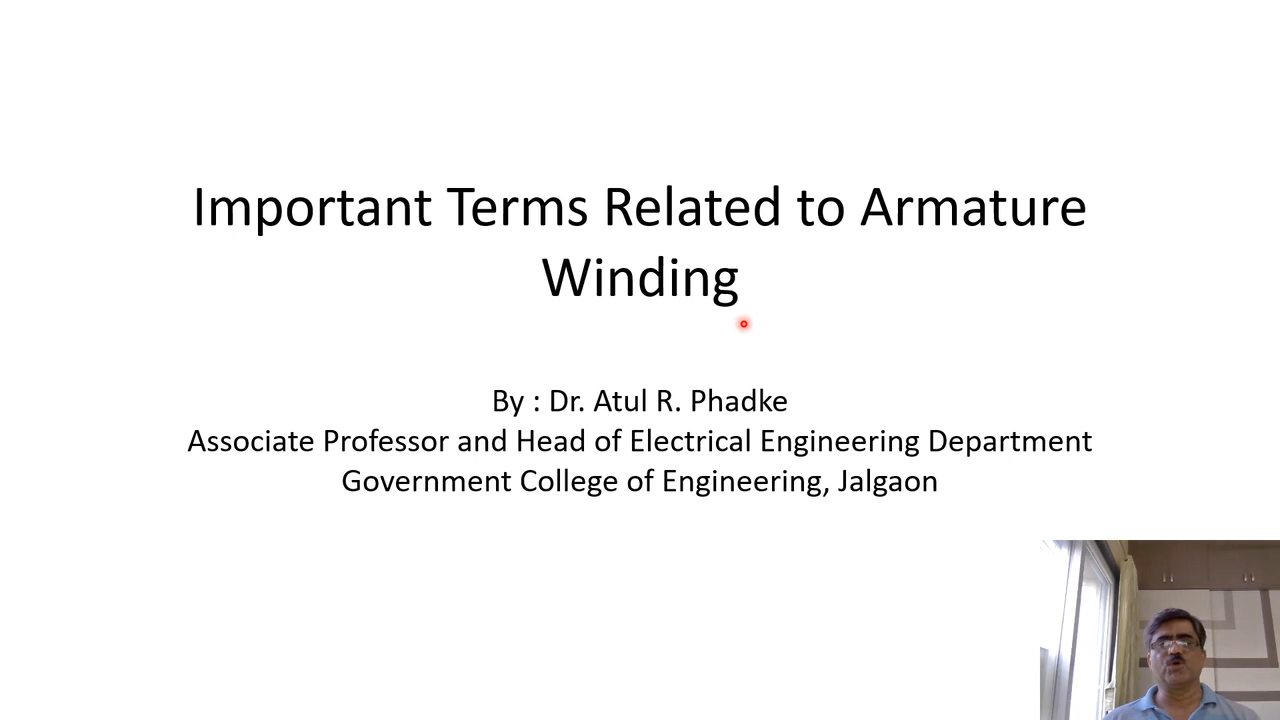 Important Terms Related to Armature
Winding
By : Dr. Atul R. Phadke
Associate Professor and Head of Electrical Engineering Department
Government College of Engineering, Jalgaon